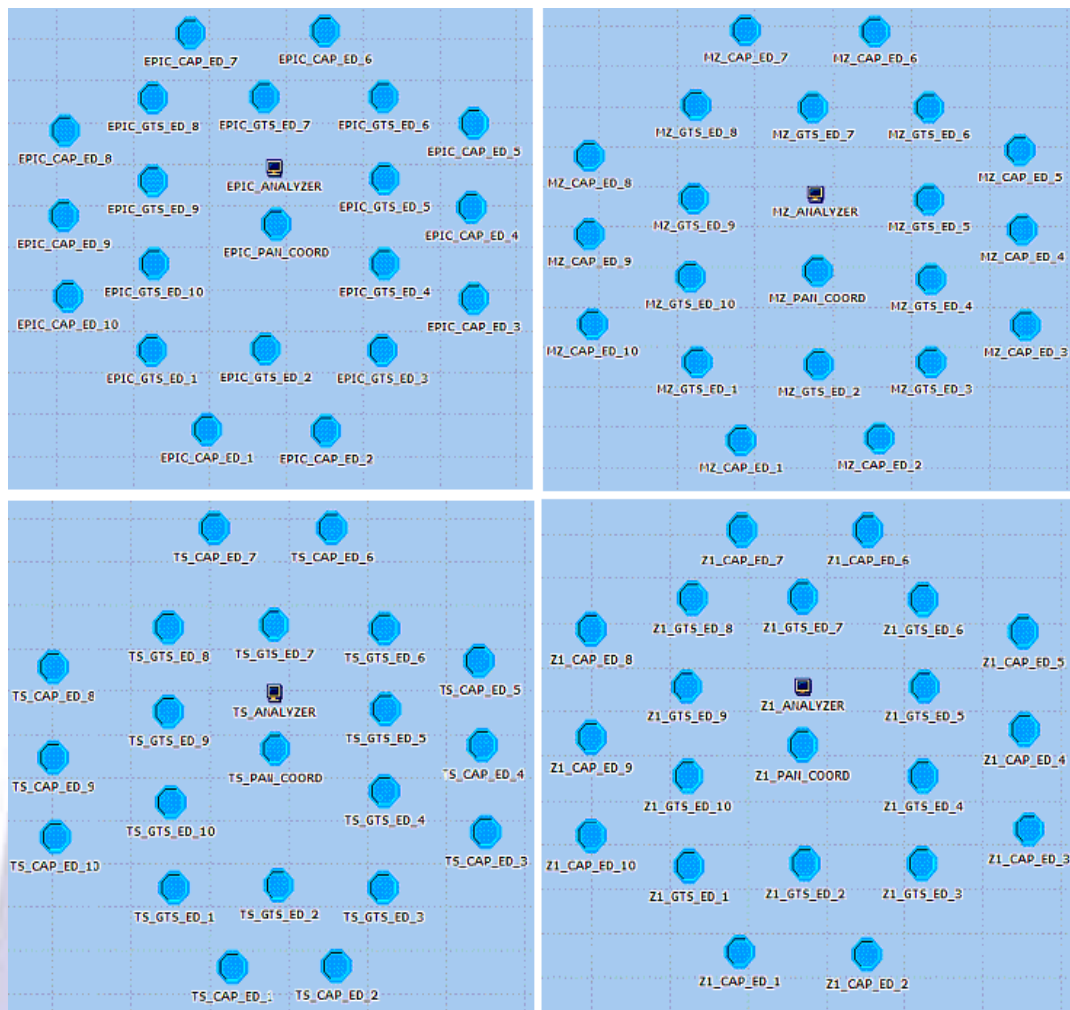 EPIC_CAP_ED_7
EPIC_CAP_ED_6
EPIC_GTS_ED_8
EPIC_GTS_ED_7
EPIC_GTS_ED_6
EPIC_CAP_ED_8
EPIC_CAP_ED_5
EPIC_ANALYZER
EPIC_GTS_ED_9
EPIC_GTS_ED_5
EPIC_CAP_ED_9
EPIC_PAN_COORD
EPIC_CAP_ED_4
EPIC_GTS_ED_10
EPIC_GTS_ED_4
EPIC_CAP_ED_10
EPIC_CAP_ED_3
EPIC_GTS_ED_1
EPIC_GTS_ED_2
EPIC_GTS_ED_3
EPIC_CAP_ED_1
EPIC_CAP_ED_2
MZ_CAP_ED_7
MZ_CAP_ED_6
MZ_GTS_ED_8
MZ_GTS_ED_7
MZ_GTS_ED_6
MZ_CAP_ED_8
MZ_CAP_ED_5
MZ_ANALYZER
MZ_GTS_ED_9
MZ_GTS_ED_5
MZ_CAP_ED_9
MZ_CAP_ED_4
MZ_GTS_ED_10
MZ_PAN_COORD
MZ_GTS_ED_4
MZ_CAP_ED_10
MZ_CAP_ED_3
MZ_GTS_ED_1
MZ_GTS_ED_2
MZ_GTS_ED_3
MZ_CAP_ED_1
MZ_CAP_ED_2
TS_CAP_ED_7
TS_CAP_ED_6
TS_GTS_ED_8
TS_GTS_ED_7
TS_GTS_ED_6
TS_CAP_ED_8
TS_CAP_ED_5
TS_ANALYZER
TS_GTS_ED_9
TS_GTS_ED_5
TS_CAP_ED_9
TS_PAN_COORD
TS_CAP_ED_4
TS_GTS_ED_10
TS_GTS_ED_4
TS_CAP_ED_10
TS_CAP_ED_3
TS_GTS_ED_1
TS_GTS_ED_2
TS_GTS_ED_3
TS_CAP_ED_1
TS_CAP_ED_2
Z1_CAP_ED_7
Z1_CAP_ED_6
Z1_GTS_ED_8
Z1_GTS_ED_7
Z1_GTS_ED_6
Z1_CAP_ED_8
Z1_CAP_ED_5
Z1_ANALYZER
Z1_GTS_ED_9
Z1_GTS_ED_5
Z1_CAP_ED_9
Z1_PAN_COORD
Z1_CAP_ED_4
Z1_GTS_ED_10
Z1_GTS_ED_4
Z1_CAP_ED_10
Z1_CAP_ED_3
Z1_GTS_ED_1
Z1_GTS_ED_2
Z1_GTS_ED_3
Z1_CAP_ED_1
Z1_CAP_ED_2